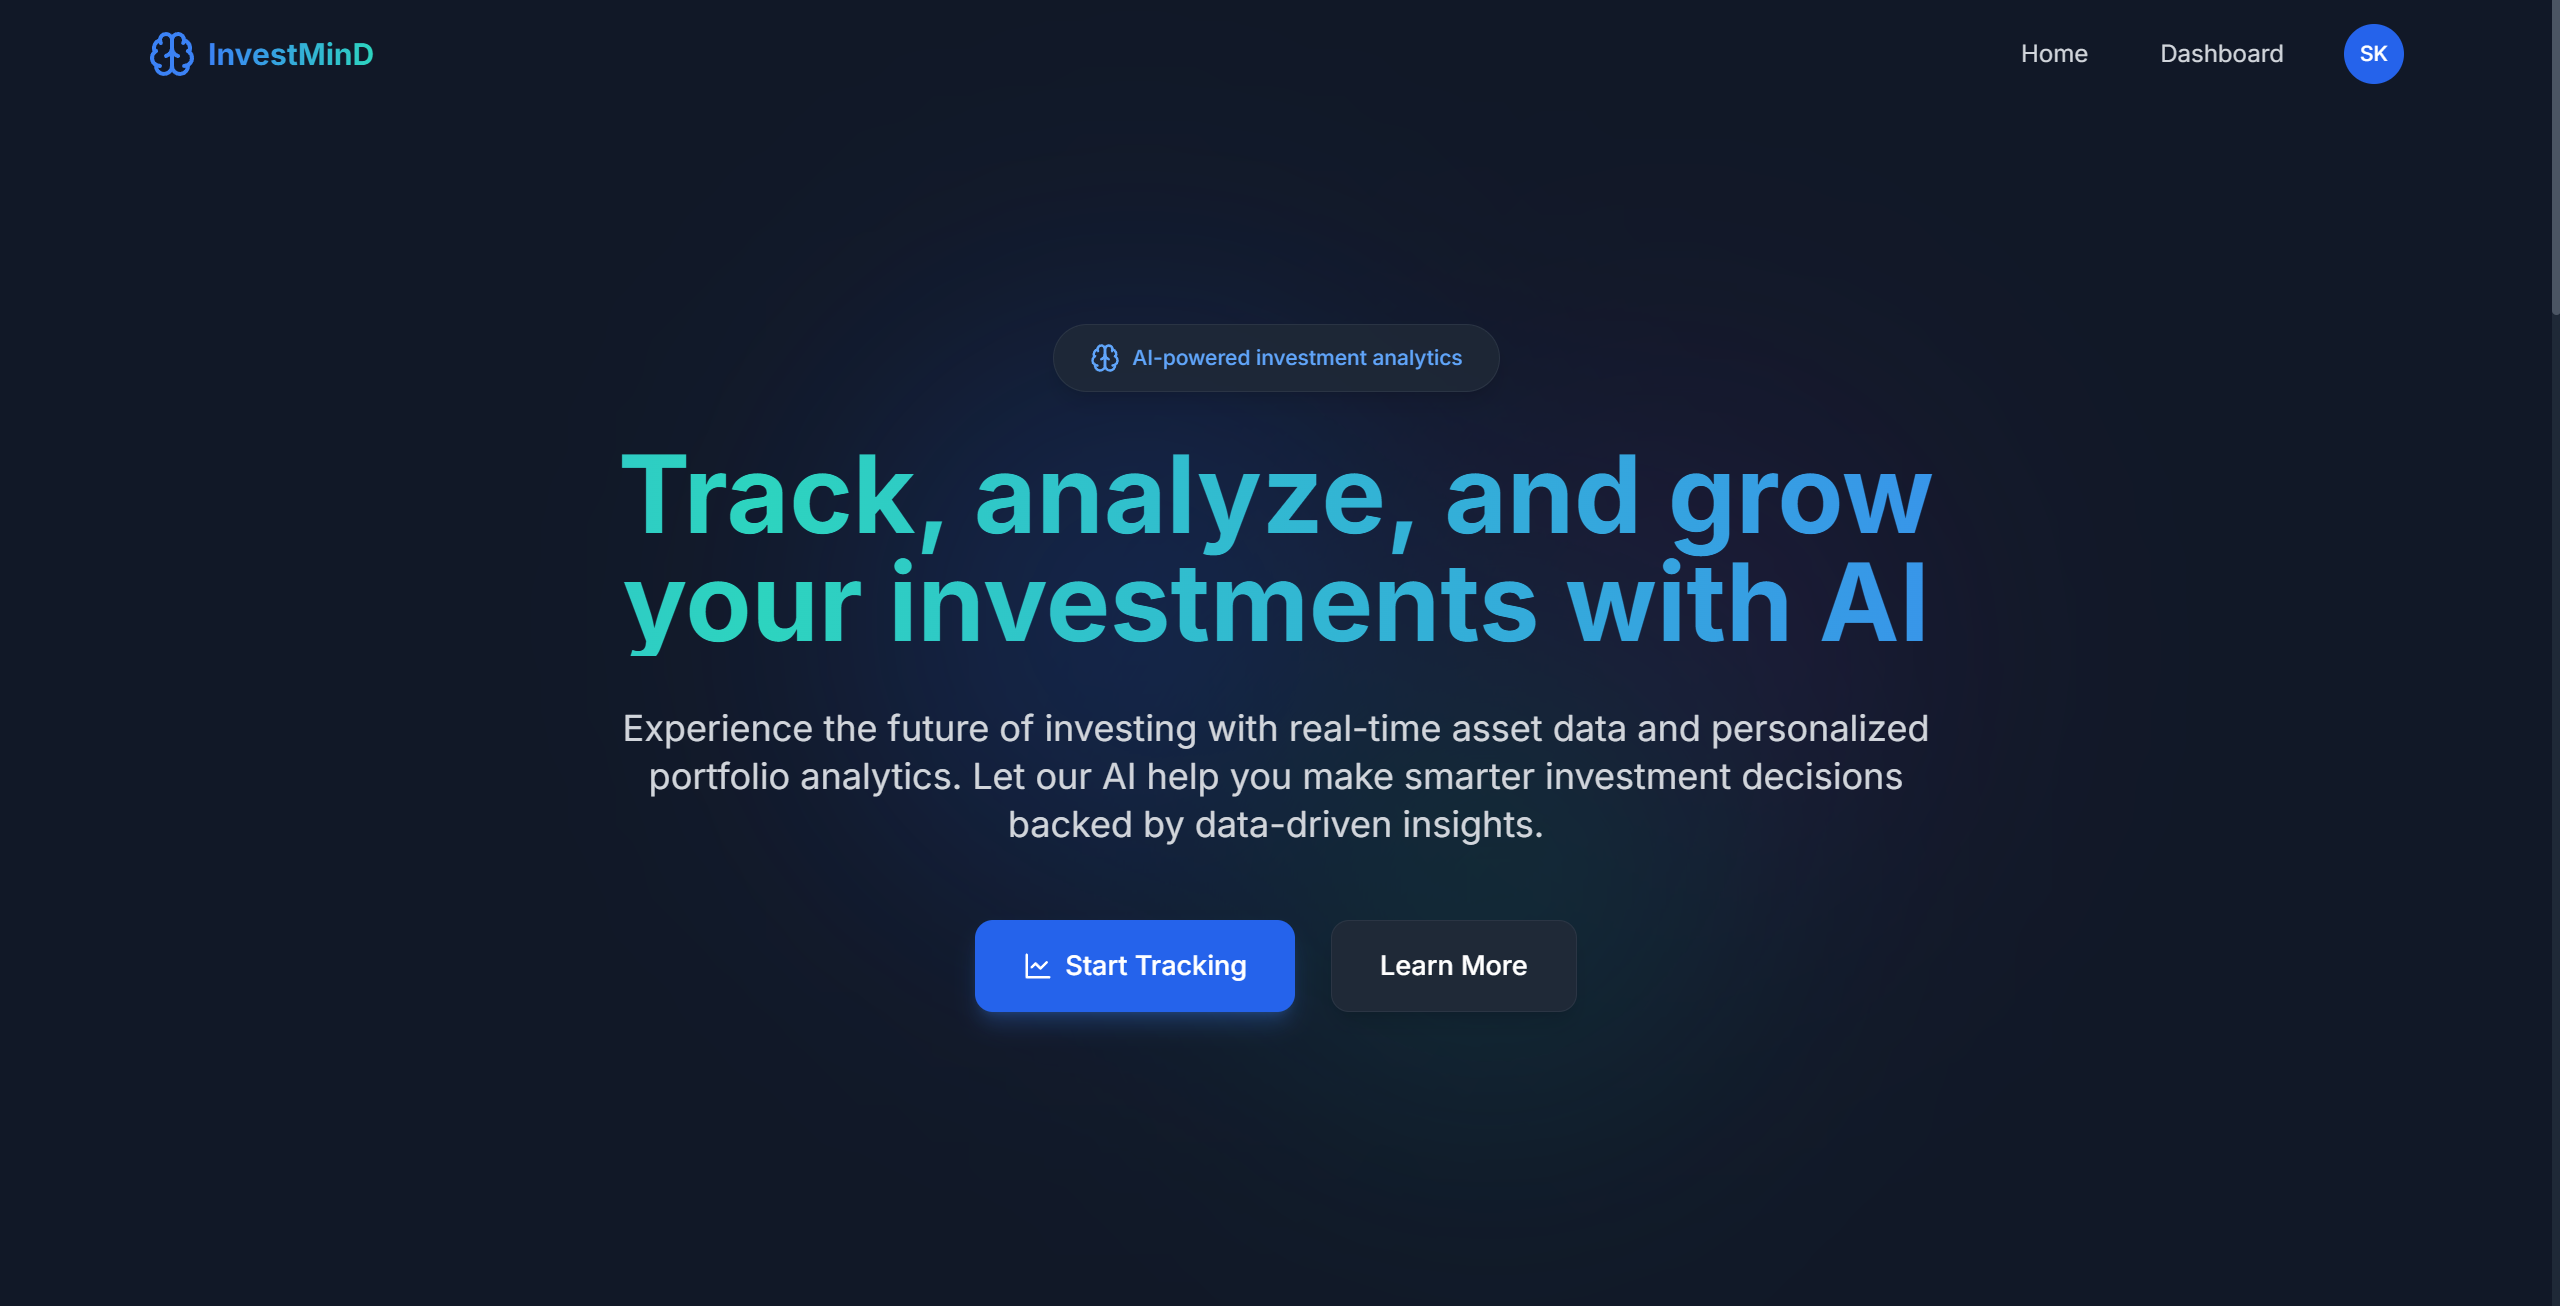 InvestMinD
Home
Dashboard
SK
AI-powered investment analytics
Track, analyze, and grow
your investments with AI
Experience the future of investing with real-time asset data and personalized
portfolio analytics. Let our AI help you make smarter investment decisions
backed by data-driven insights.
Start Tracking
Learn More